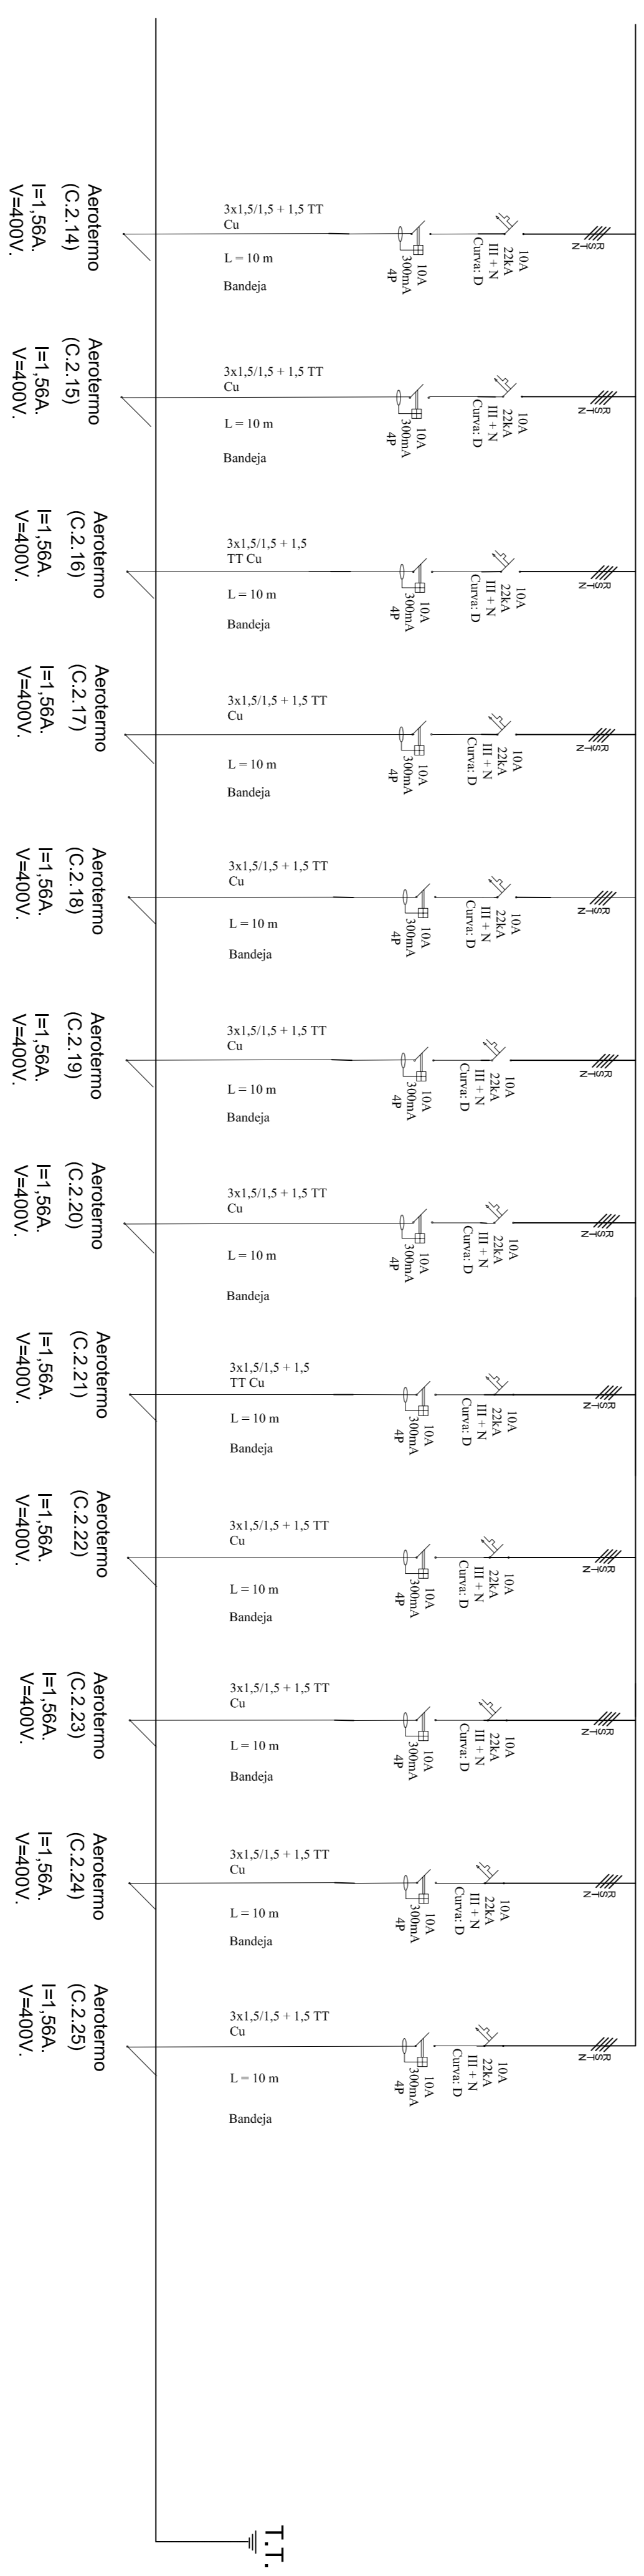 R
S
T
N
10A
22kA
III + N
Curva: D
10A
300mA
4P
3x1,5/1,5 + 1,5 TT
Cu
L = 10 m
Bandeja
Aerotermo
(C.2.14)
I=1,56A.
V=400V.
R
S
T
N
10A
22kA
III + N
Curva: D
10A
300mA
4P
3x1,5/1,5 + 1,5 TT
Cu
L = 10 m
Bandeja
Aerotermo
(C.2.15)
I=1,56A.
V=400V.
R
S
T
N
10A
22kA
III + N
Curva: D
10A
300mA
4P
3x1,5/1,5 + 1,5
TT Cu
L = 10 m
Bandeja
Aerotermo
(C.2.16)
I=1,56A.
V=400V.
R
S
T
N
10A
22kA
III + N
Curva: D
10A
300mA
4P
3x1,5/1,5 + 1,5 TT
Cu
L = 10 m
Bandeja
Aerotermo
(C.2.17)
I=1,56A.
V=400V.
R
S
T
N
10A
22kA
III + N
Curva: D
10A
300mA
4P
3x1,5/1,5 + 1,5 TT
Cu
L = 10 m
Bandeja
Aerotermo
(C.2.18)
I=1,56A.
V=400V.
R
S
T
N
10A
22kA
III + N
Curva: D
10A
300mA
4P
3x1,5/1,5 + 1,5 TT
Cu
L = 10 m
Bandeja
Aerotermo
(C.2.19)
I=1,56A.
V=400V.
R
S
T
N
10A
22kA
III + N
Curva: D
10A
300mA
4P
3x1,5/1,5 + 1,5 TT
Cu
L = 10 m
Bandeja
Aerotermo
(C.2.20)
I=1,56A.
V=400V.
R
S
T
N
10A
22kA
III + N
Curva: D
10A
300mA
4P
3x1,5/1,5 + 1,5
TT Cu
L = 10 m
Bandeja
Aerotermo
(C.2.21)
I=1,56A.
V=400V.
R
S
T
N
10A
22kA
III + N
Curva: D
10A
300mA
4P
3x1,5/1,5 + 1,5 TT
Cu
L = 10 m
Bandeja
Aerotermo
(C.2.22)
I=1,56A.
V=400V.
R
S
T
N
10A
22kA
III + N
Curva: D
10A
300mA
4P
3x1,5/1,5 + 1,5 TT
Cu
L = 10 m
Bandeja
Aerotermo
(C.2.23)
I=1,56A.
V=400V.
R
S
T
N
10A
22kA
III + N
Curva: D
10A
300mA
4P
3x1,5/1,5 + 1,5 TT
Cu
L = 10 m
Bandeja
Aerotermo
(C.2.24)
I=1,56A.
V=400V.
R
S
T
N
10A
22kA
III + N
Curva: D
10A
300mA
4P
3x1,5/1,5 + 1,5 TT
Cu
L = 10 m
Bandeja
Aerotermo
(C.2.25)
I=1,56A.
V=400V.
T.T.